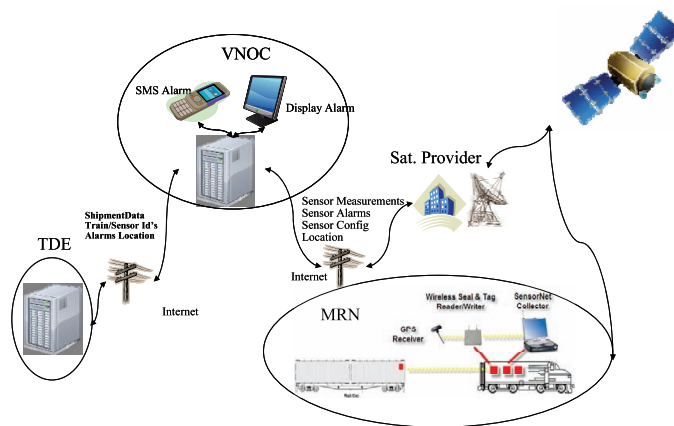 VNOC
SMS Alarm
Display Alarm
Sat. Provider
Sensor Measurements
Sensor Alarms
Sensor Config
Location
ShipmentData
Train/Sensor Id's
Alarms Location
TDE
Internet
Internet
MRN
Wireless Seal & Tag
Reader/Writer
SensorNet
Collector
GPS
Receiver